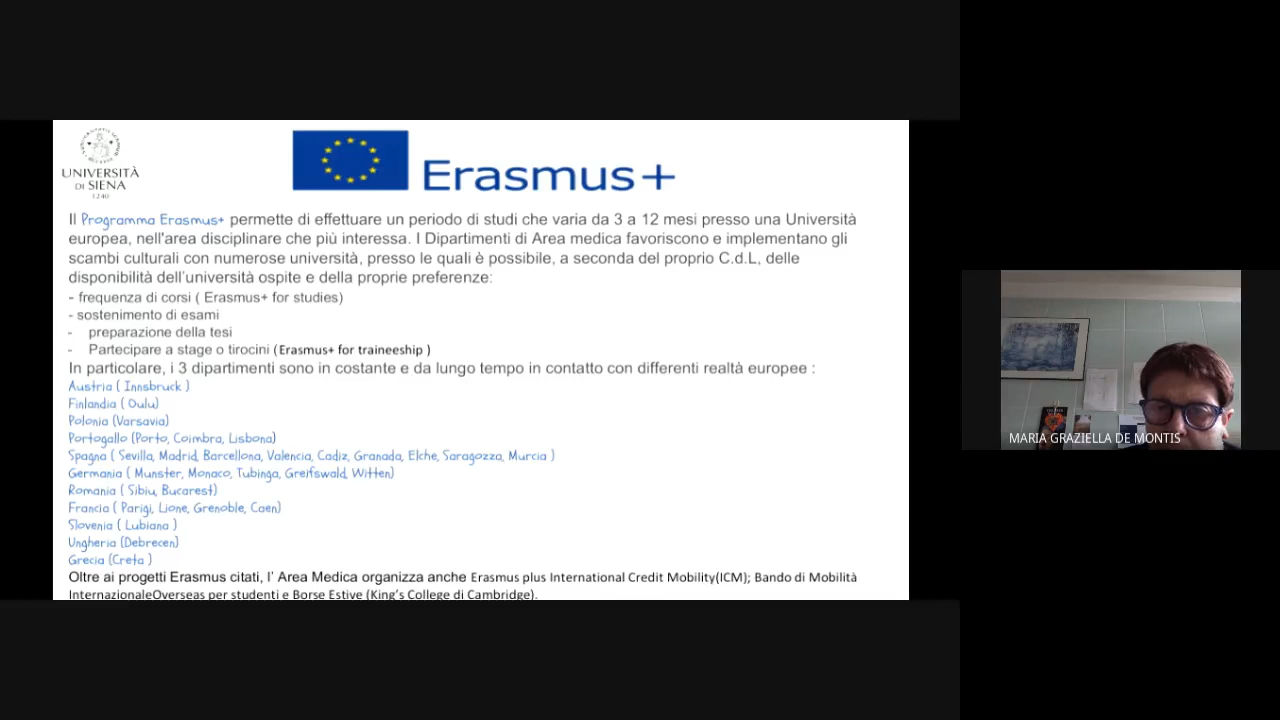 UNIVERSITÀ
DI SIENA
1240
Erasmus+
Il Programma Erasmus+ permette di effettuare un periodo di studi che varia da 3 a 12 mesi presso una Università
europea, nell'area disciplinare che più interessa. I Dipartimenti di Area medica favoriscono e implementano gli
scambi culturali con numerose università, presso le quali è possibile, a seconda del proprio C.d.L, delle
disponibilità dell'università ospite e della proprie preferenze:
- frequenza di corsi ( Erasmus+ for studies)
- sostenimento di esami
- preparazione della tesi
- Partecipare a stage o tirocini (Erasmus+ for traineeship )
In particolare, i 3 dipartimenti sono in costante e da lungo tempo in contatto con differenti realtà europee :
Austria ( Innsbruck )
Finlandia ( Oulu)
Polonia (Varsavia)
Portogallo (Porto, Coimbra, Lisbona)
Spagna ( Sevilla, Madrid, Barcellona, Valencia, Cadiz, Granada, Elche, Saragozza, Murcia )
Germania ( Munster, Monaco, Tubinga, Greifswald, Witten)
Romania ( Sibiu, Bucarest)
Francia ( Parigi, Lione, Grenoble, Caen)
Slovenia ( Lubiana )
Ungheria (Debrecen)
Grecia (Creta )
Oltre ai progetti Erasmus citati, l' Area Medica organizza anche Erasmus plus International Credit Mobility(ICM); Bando di Mobilità
InternazionaleOverseas per studenti e Borse Estive (King's College di Cambridge).
MARIA GRAZIELLA DE MONTIS